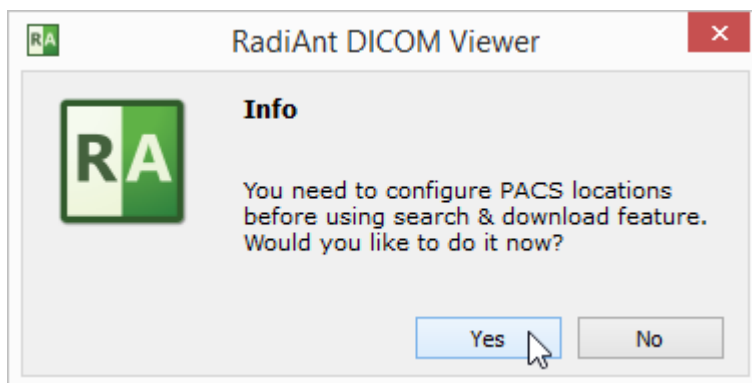 RA RadiAnt DICOM Viewer
RA
Info
You need to configure PACS locations
before using search & download feature.
Would you like to do it now?
Yes No